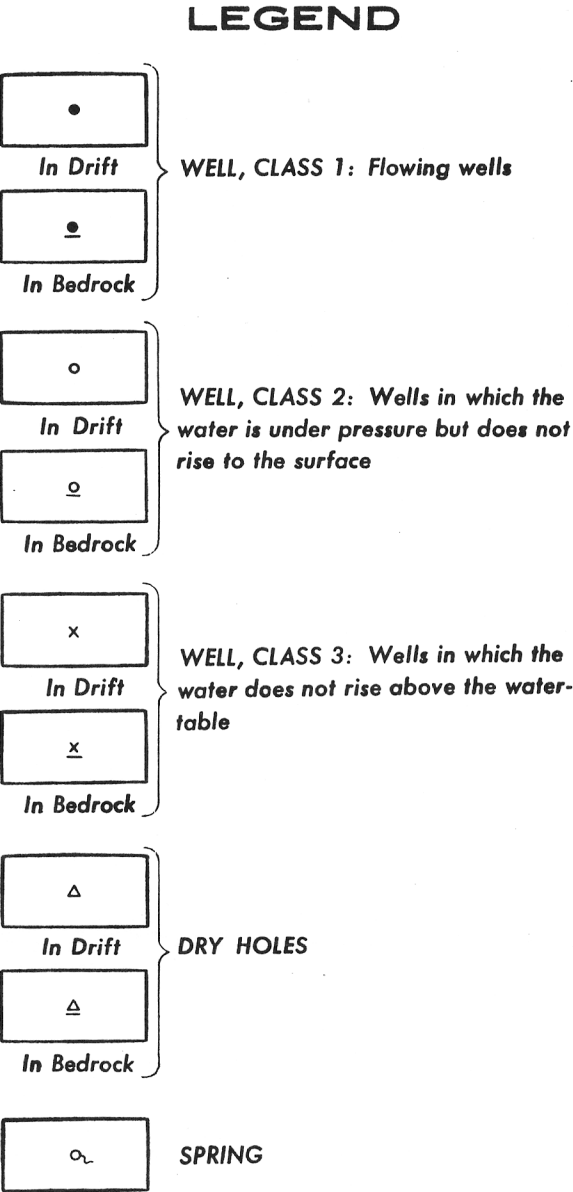 LEGEND
In Drift
WELL, CLASS 1: Flowing wells
In Bedrock
In Drift
WELL, CLASS 2: Wells in which the
water is under pressure but does not
rise to the surface
In Bedrock
x
In Drift
WELL, CLASS 3: Wells in which the
water does not rise above the water-
table
x
In Bedrock
In Drift
DRY HOLES
In Bedrock
SPRING